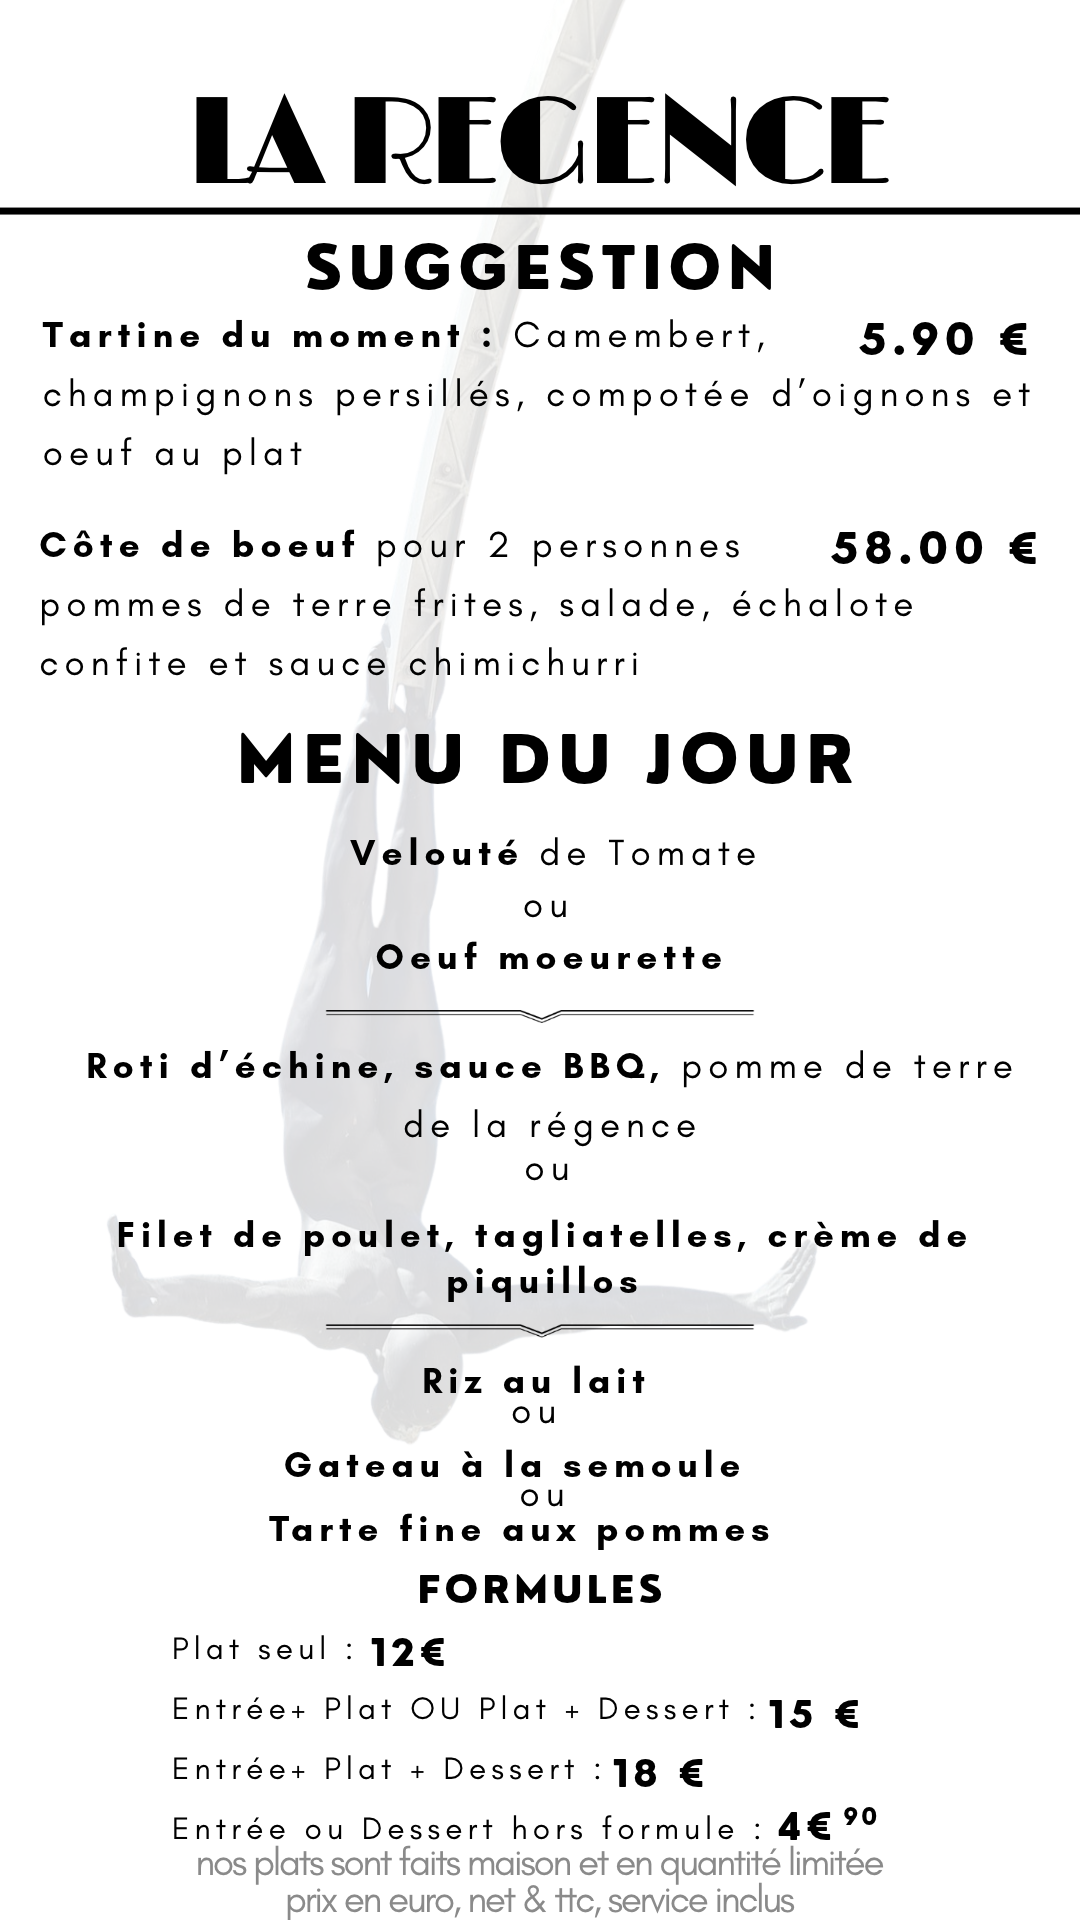 LA REGENCE
SUGGESTION
Tartine du moment : Camembert, 5.90 €
champignons persillés, compotée d'oignons et
oeuf au plat
Côte de boeuf pour 2 personnes 58.00 €
pommes de terre frites, salade, échalote
confite et sauce chimichurri
MENU DU JOUR
Velouté de Tomate
ou
Oeuf moeurette
Roti d'échine, sauce BBQ, pomme de terre
de la régence
ou
Filet de poulet, tagliatelles, crème de
piquillos
Riz au lait
ou
Gateau à la semoule
ou
Tarte fine aux pommes
FORMULES
Plat seul : 12€
Entrée+ Plat OU Plat + Dessert : 15 €
Entrée+ Plat + Dessert : 18 €
Entrée ou Dessert hors formule : 4€ 90
nos plats sont faits maison et en quantité limitée
prix en euro, net & ttc, service inclus